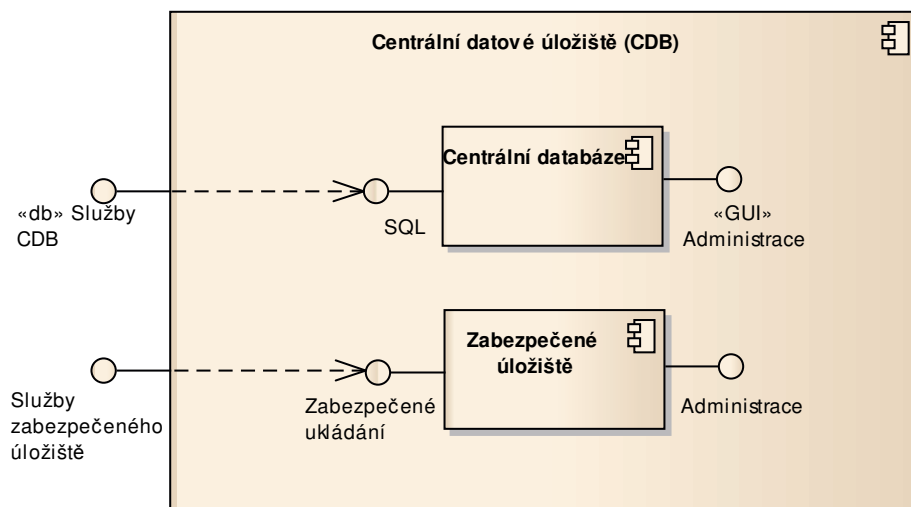 Centrální datové úložiště (CDB)
Centrální databáze
«db» Služby
CDB
SQL
«GUI»
Administrace
Zabezpečené
úložiště
Služby
zabezpečeného
úložiště
Zabezpečené
ukládání
Administrace